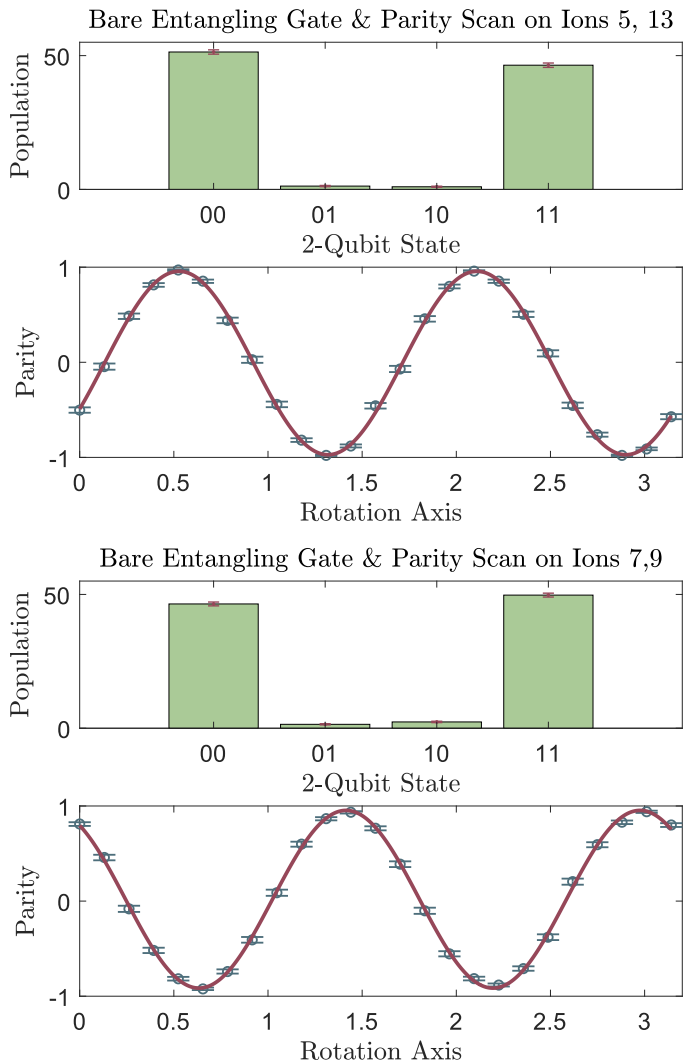 Bare Entangling Gate & Parity Scan on Ions 5, 13
Population
50
0
00 01 10 11
2-Qubit State
Parity
1
0
-1
0 0.5 1 1.5 2 2.5 3
Rotation Axis
Bare Entangling Gate & Parity Scan on Ions 7,9
Population
50
0
00 01 10 11
2-Qubit State
Parity
1
0
-1
0 0.5 1 1.5 2 2.5 3
Rotation Axis